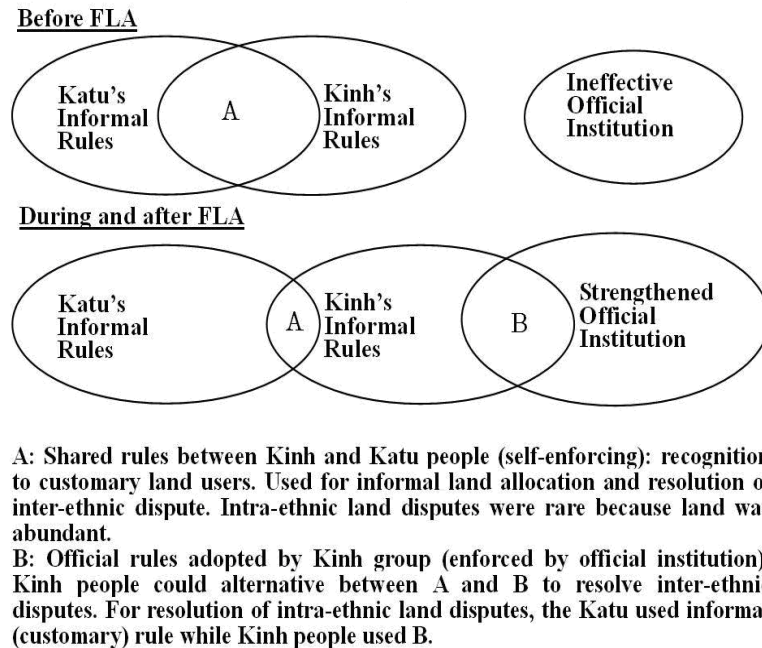 Before FLA
Katu's
Informal
Rules
A
Kinh's
Informal
Rules
Ineffective
Official
Institution
During and after FLA
Katu's
Informal
Rules
A
Kinh's
Informal
Rules
B
Strengthened
Official
Institution
A: Shared rules between Kinh and Katu people (self-enforcing): recognition
to customary land users. Used for informal land allocation and resolution o
inter-ethnic dispute. Intra-ethnic land disputes were rare because land wa
abundant.
B: Official rules adopted by Kinh group (enforced by official institution)
Kinh people could alternative between A and B to resolve inter-ethni
disputes. For resolution of intra-ethnic land disputes, the Katu used informa
(customary) rule while Kinh people used B.